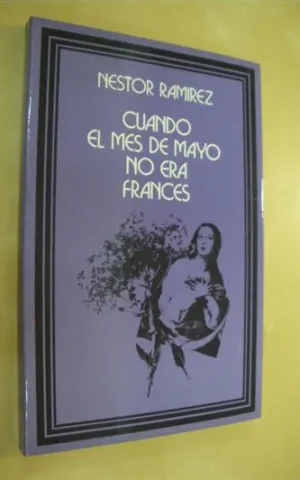 NESTOR RAMIREZ
CUANDO
EL MES DE MAYO
NO ERA
FRANCES